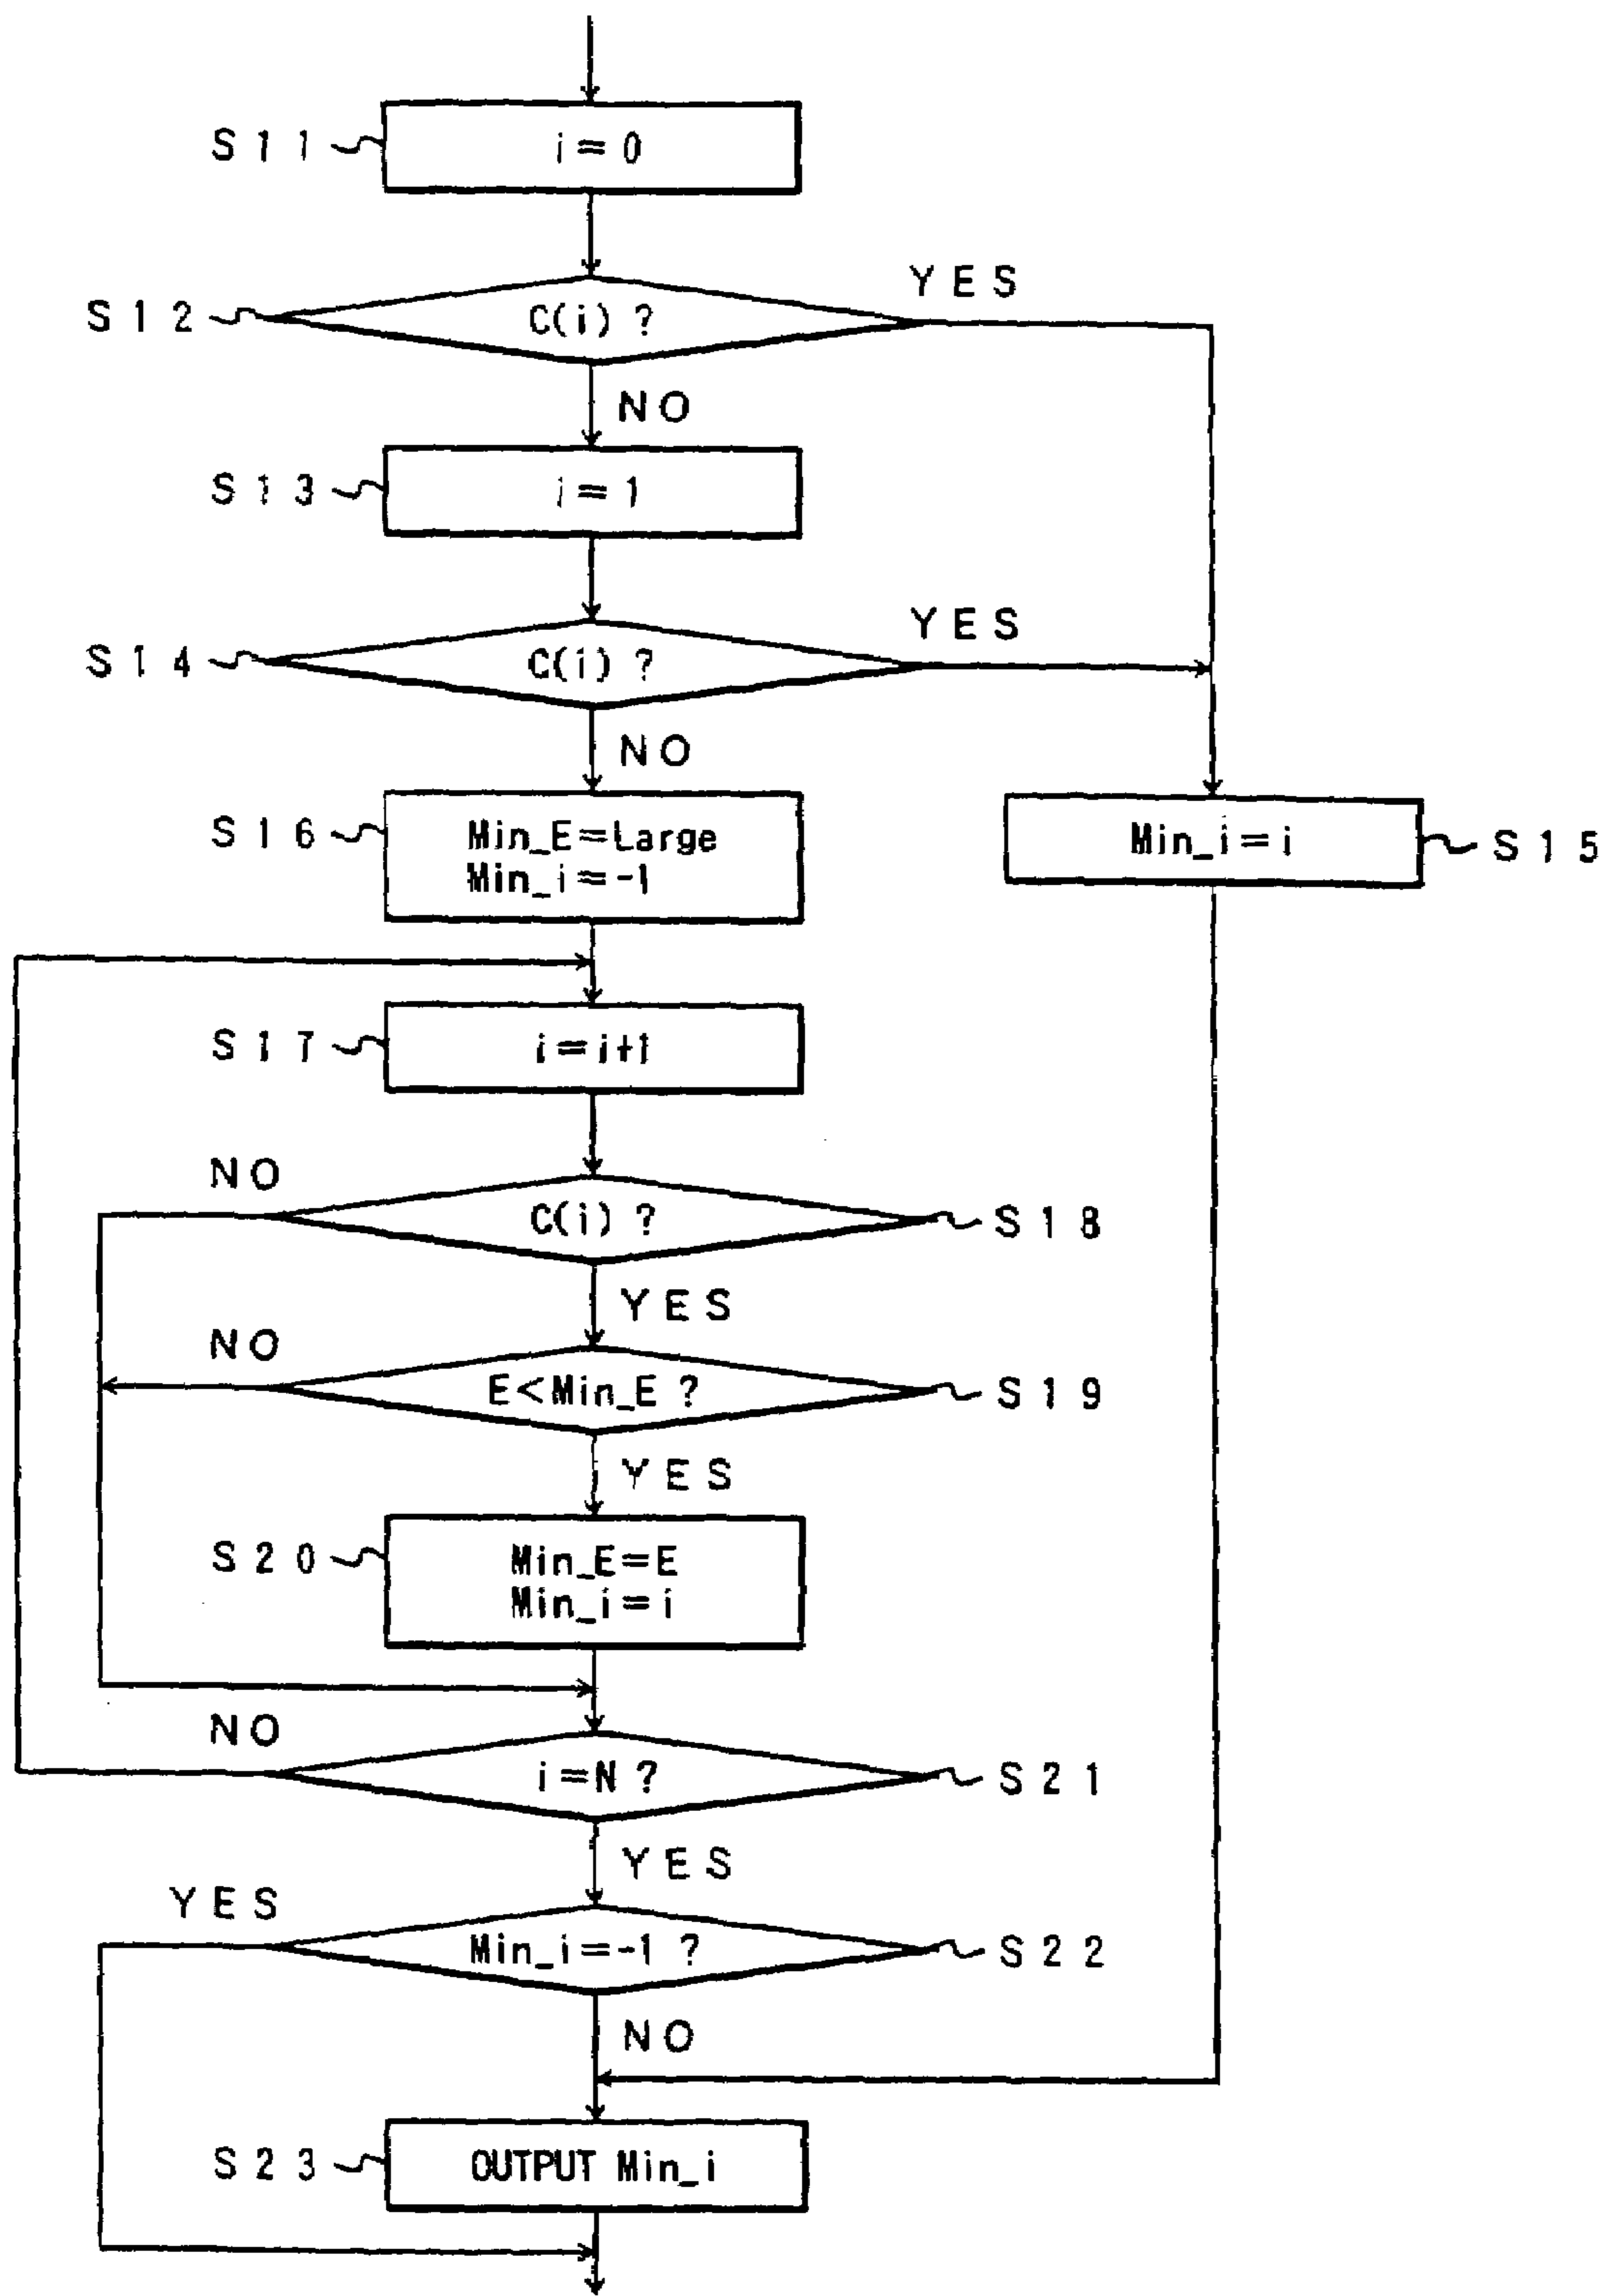 S11
i=0
S12
C(i) ?
YES
NO
S13
i=1
S14
C(i) ?
YES
NO
S16
Min_E=Large
Min_i=-1
Min_i=i
S15
S17
i=i+1
NO
C(i) ?
S18
YES
NO
E<Min_E ?
S19
YES
S20
Min_E=E
Min_i=i
NO
i=N ?
S21
YES
YES
Min_i=-1 ?
S22
NO
S23
OUTPUT Min_i